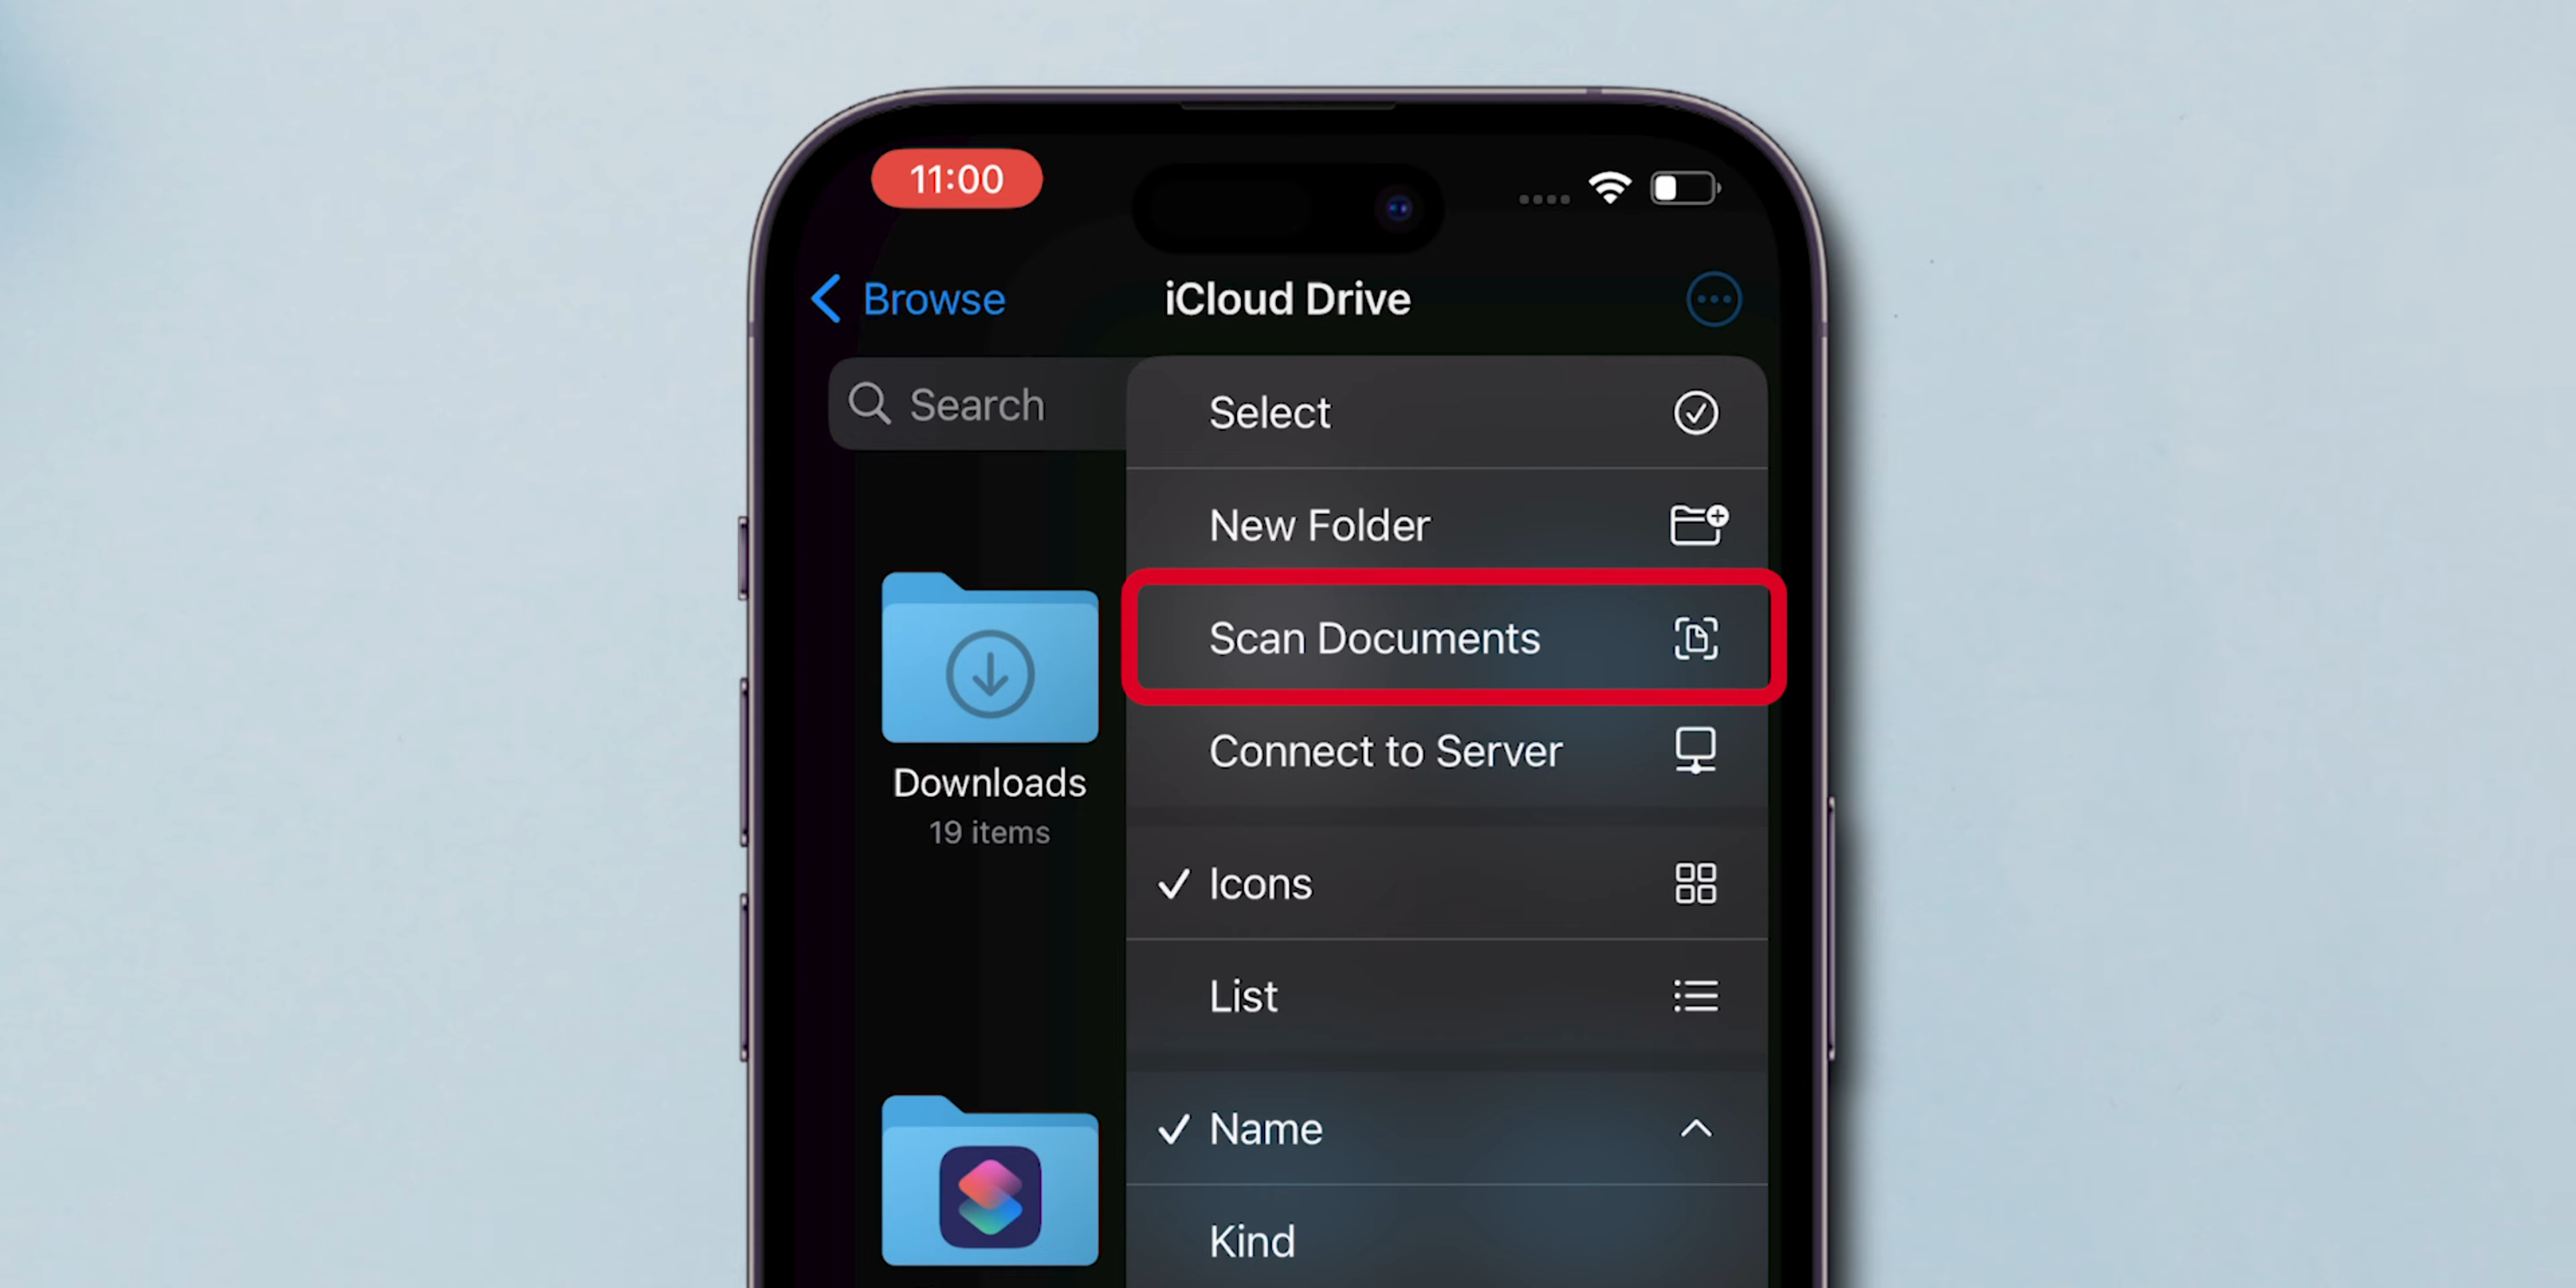 11:00
Browse
iCloud Drive
Search
Select
New Folder
Scan Documents
Connect to Server
Downloads
19 items
Icons
List
Name
Kind